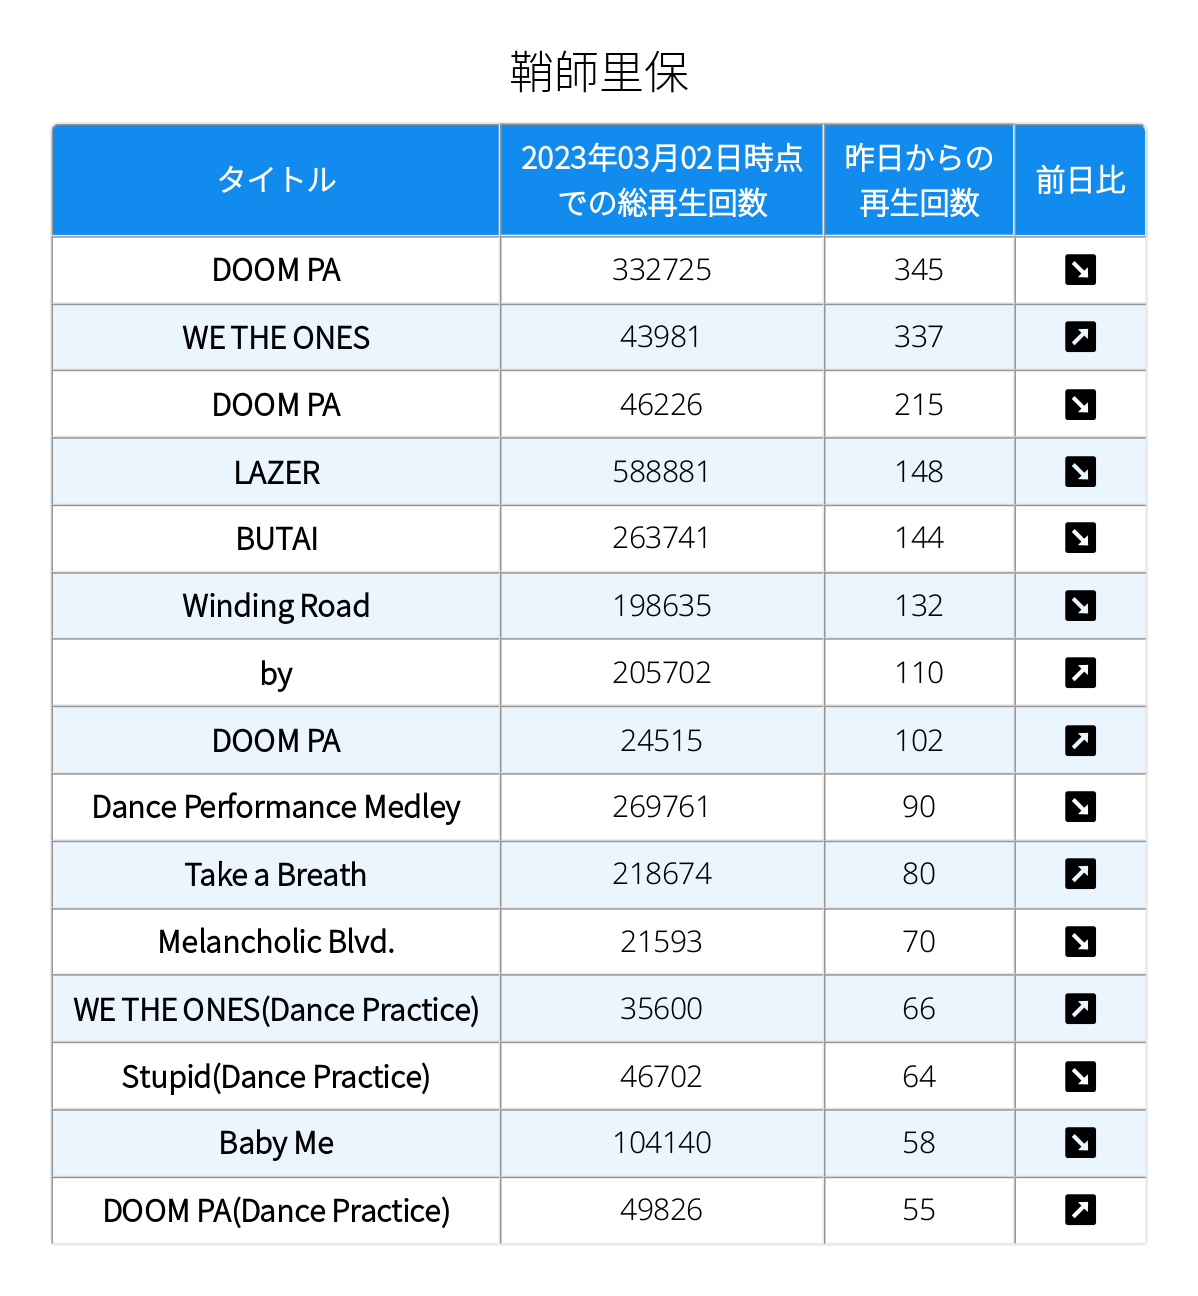 鞘師里保
タイトル
2023年03月02日時点
での総再生回数
昨日からの
再生回数
前日比
DOOM PA 332725 345
WE THE ONES 43981 337
DOOM PA 46226 215
LAZER 588881 148
BUTAI 263741 144
Winding Road 198635 132
by 205702 110
DOOM PA 24515 102
Dance Performance Medley 269761 90
Take a Breath 218674 80
Melancholic Blvd. 21593 70
WE THE ONES(Dance Practice) 35600 66
Stupid(Dance Practice) 46702 64
Baby Me 104140 58
DOOM PA(Dance Practice) 49826 55